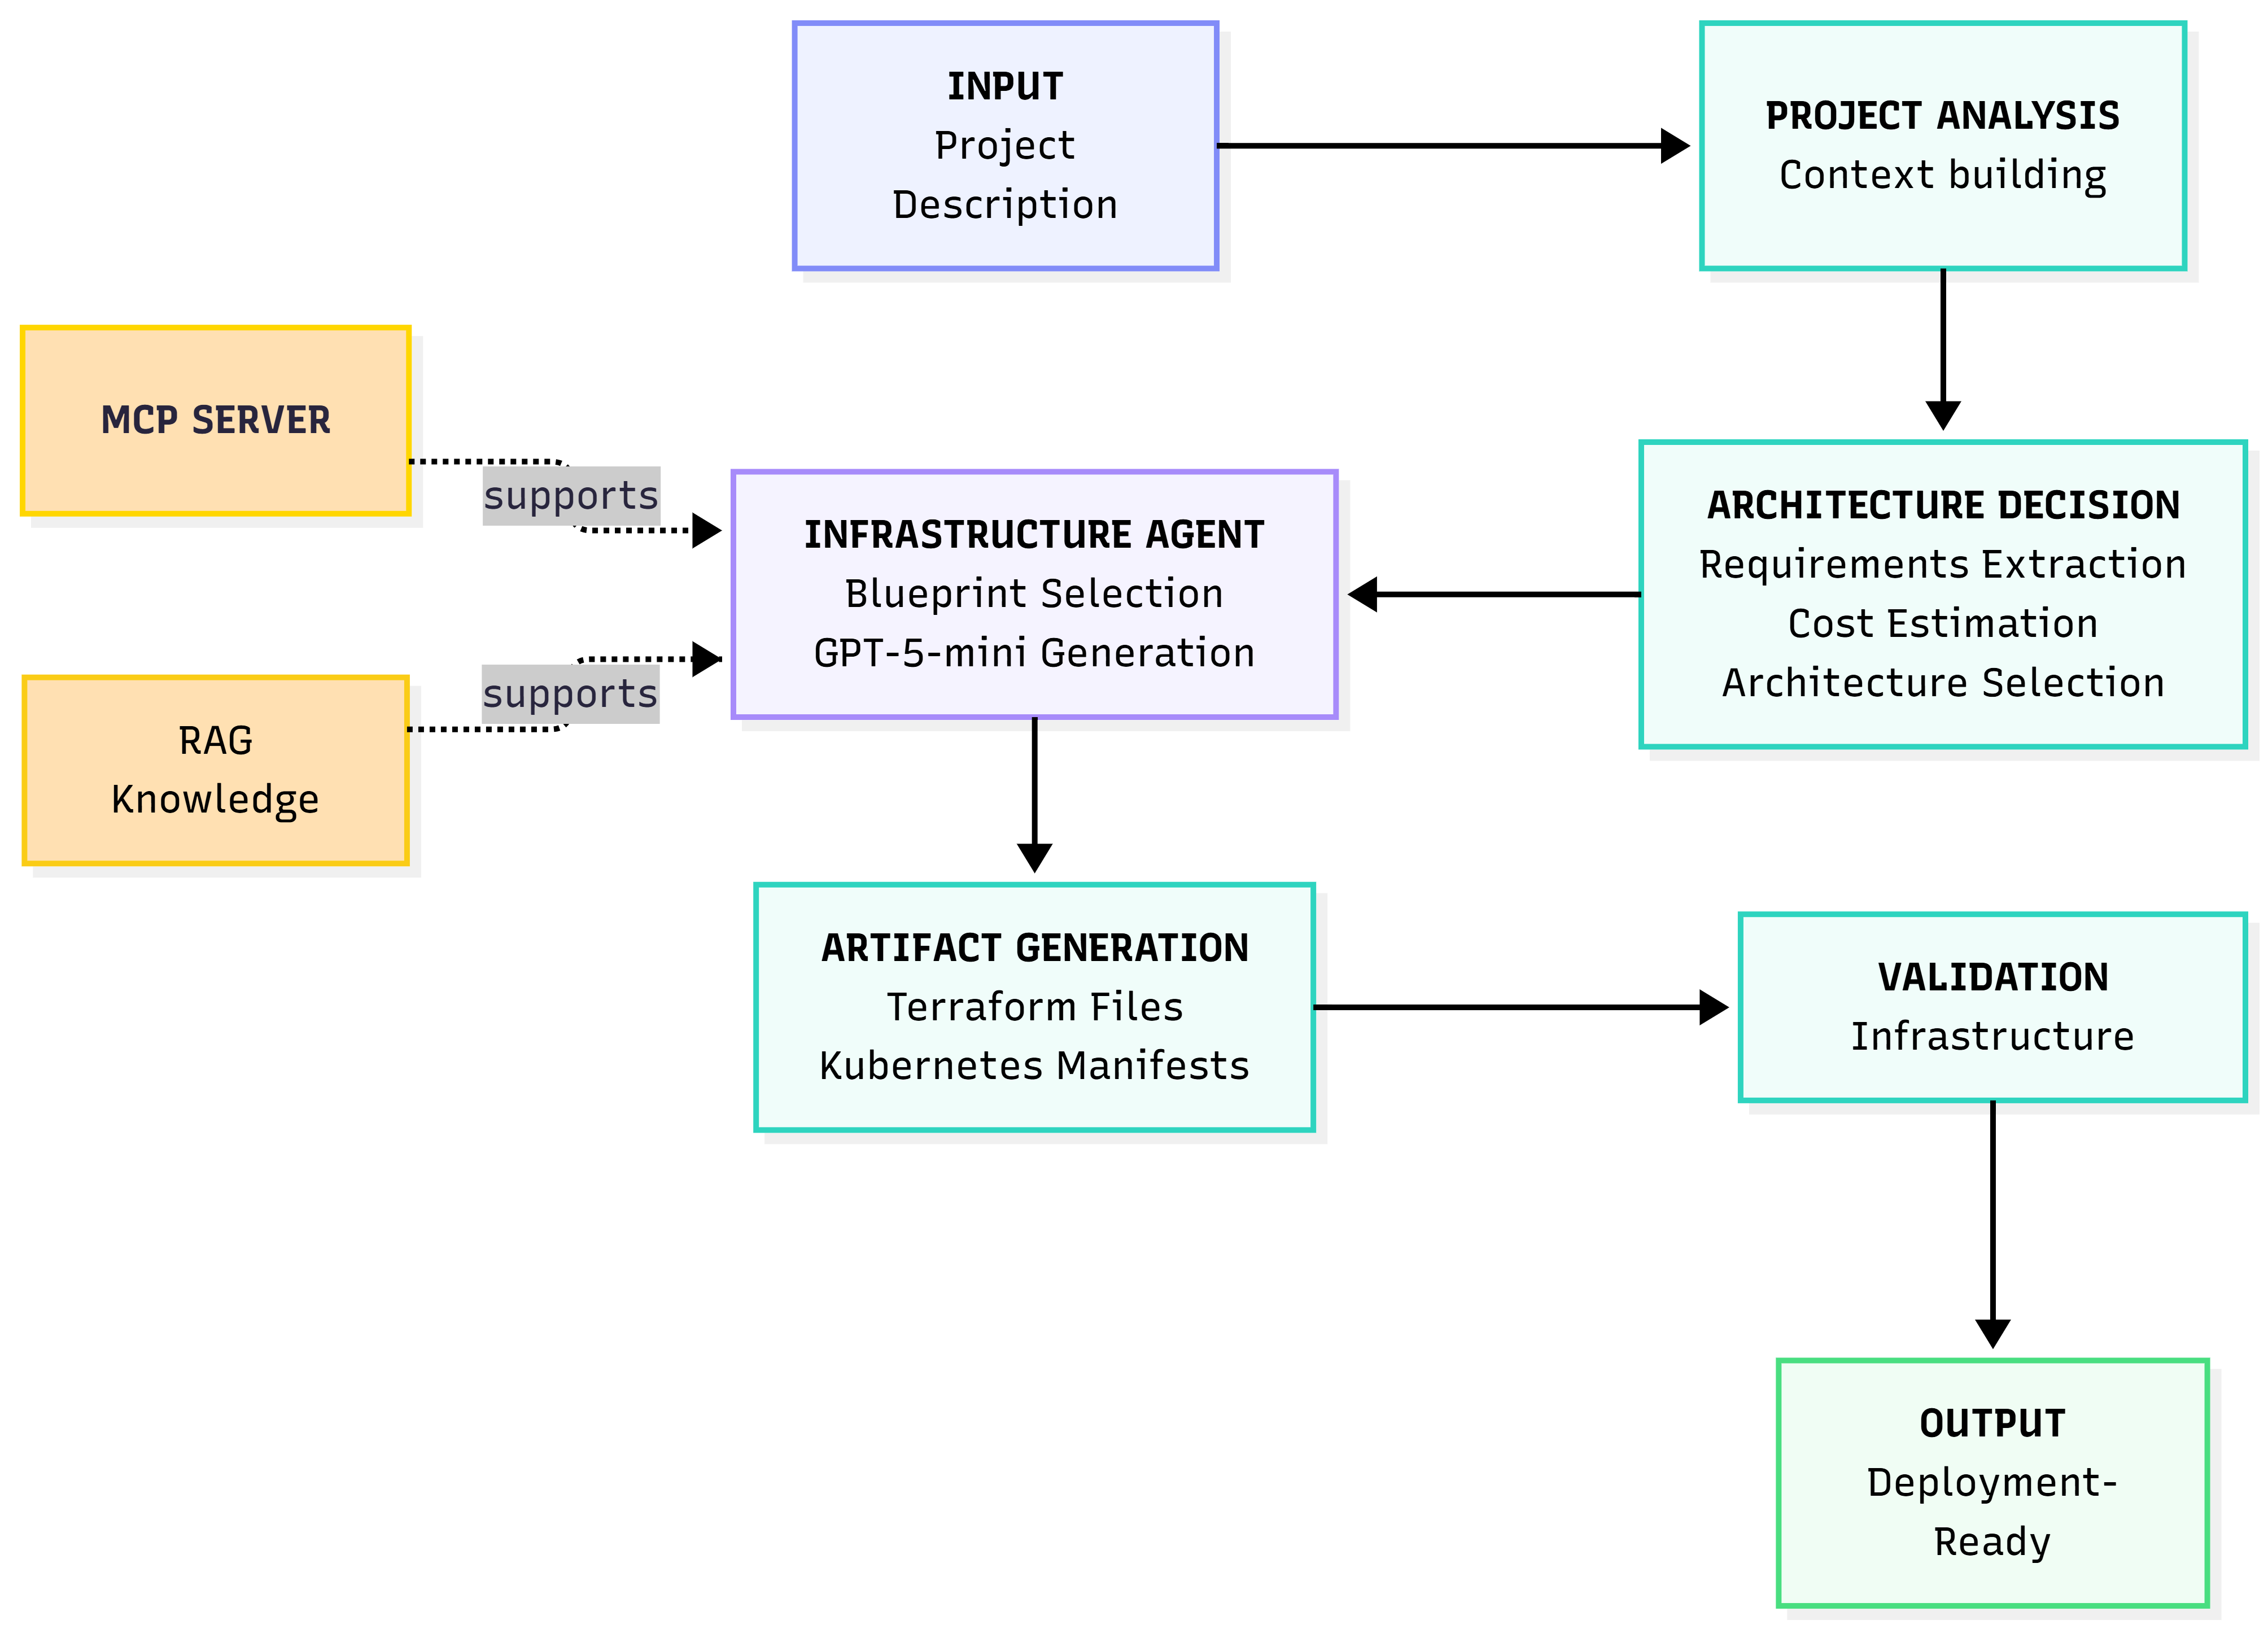 INPUT
Project
Description
PROJECT ANALYSIS
Context building
MCP SERVER
supports
INFRASTRUCTURE AGENT
Blueprint Selection
GPT-5-mini Generation
ARCHITECTURE DECISION
Requirements Extraction
Cost Estimation
Architecture Selection
supports
RAG
Knowledge
ARTIFACT GENERATION
Terraform Files
Kubernetes Manifests
VALIDATION
Infrastructure
OUTPUT
Deployment-
Ready